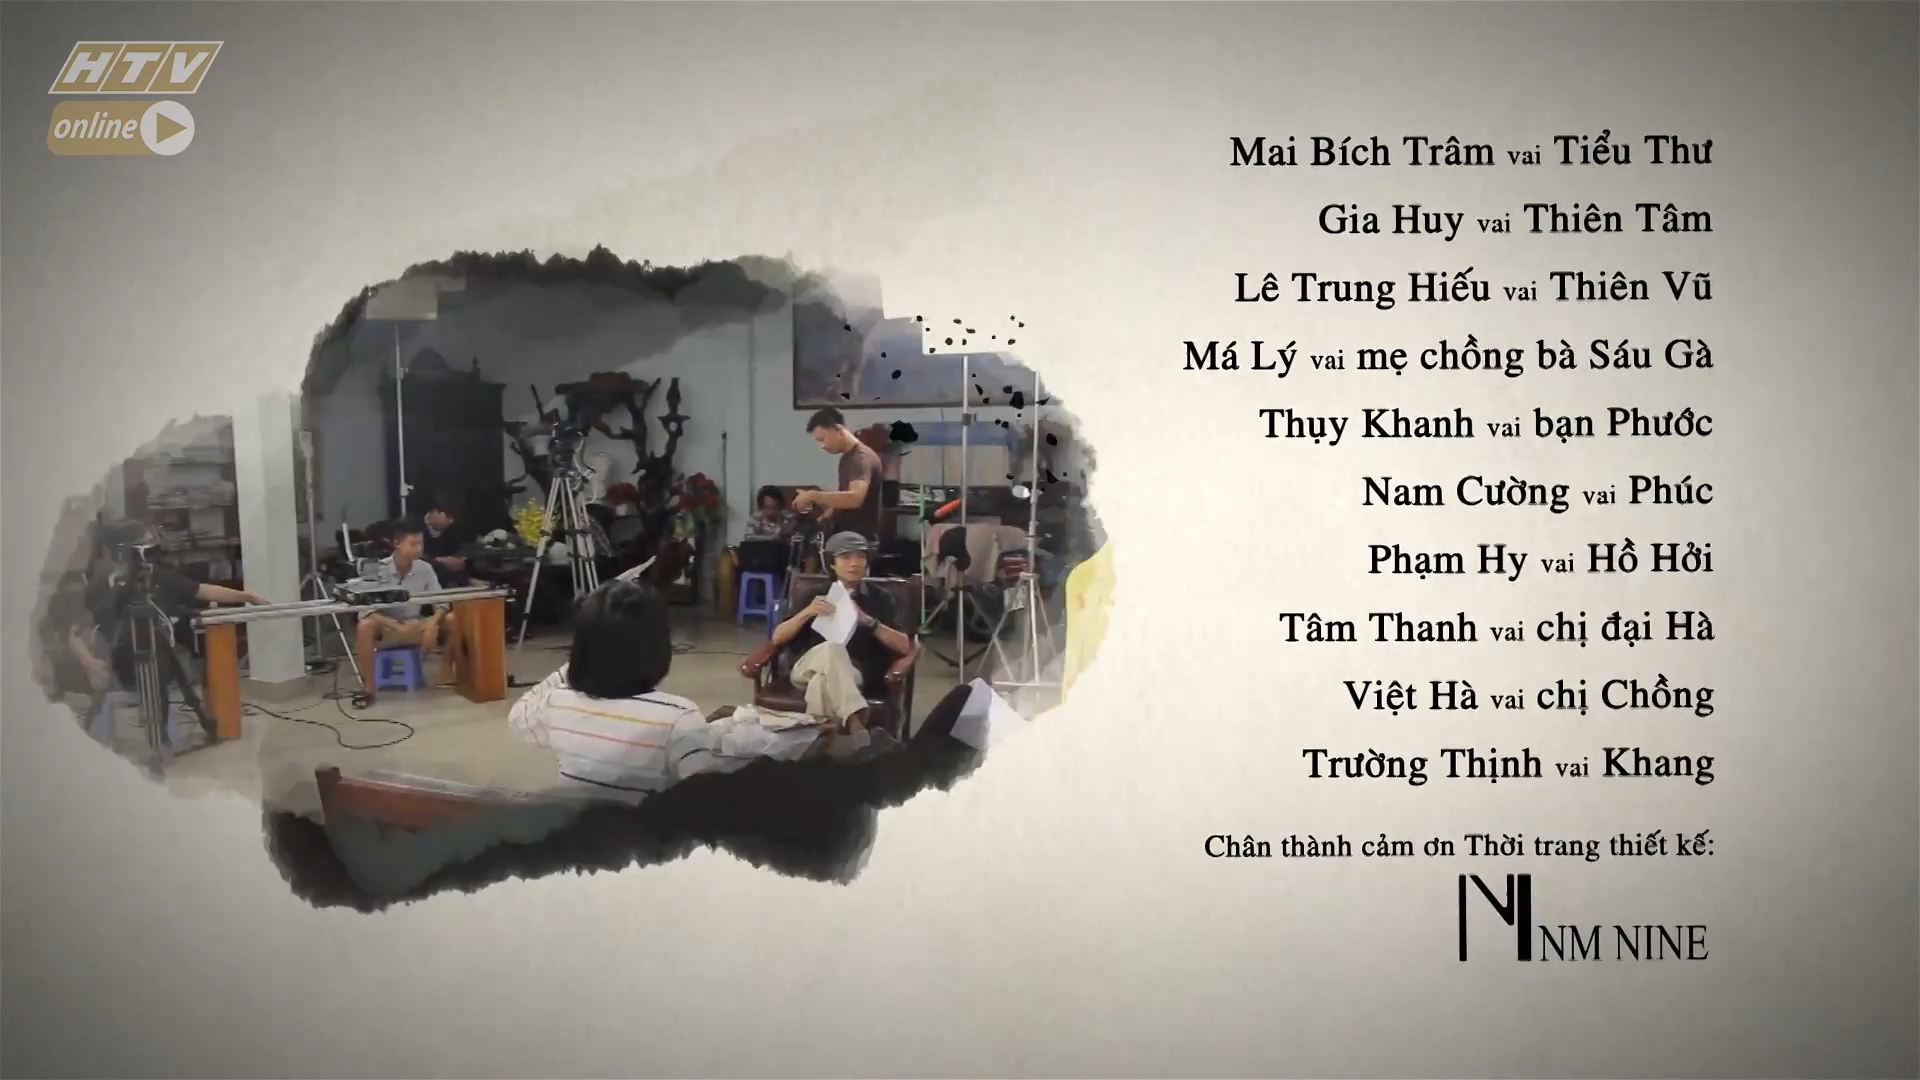 HTV
online
Mai Bích Trâm vai Tiểu Thư
Gia Huy vai Thiên Tâm
Lê Trung Hiếu vai Thiên Vũ
Má Lý vai mẹ chồng bà Sáu Gà
Thụy Khanh vai bạn Phước
Nam Cường vai Phúc
Phạm Hy vai Hồ Hởi
Tâm Thanh vai chị đại Hà
Việt Hà vai chị Chồng
Trường Thịnh vai Khang
Chân thành cảm ơn Thời trang thiết kế:
NM NINE